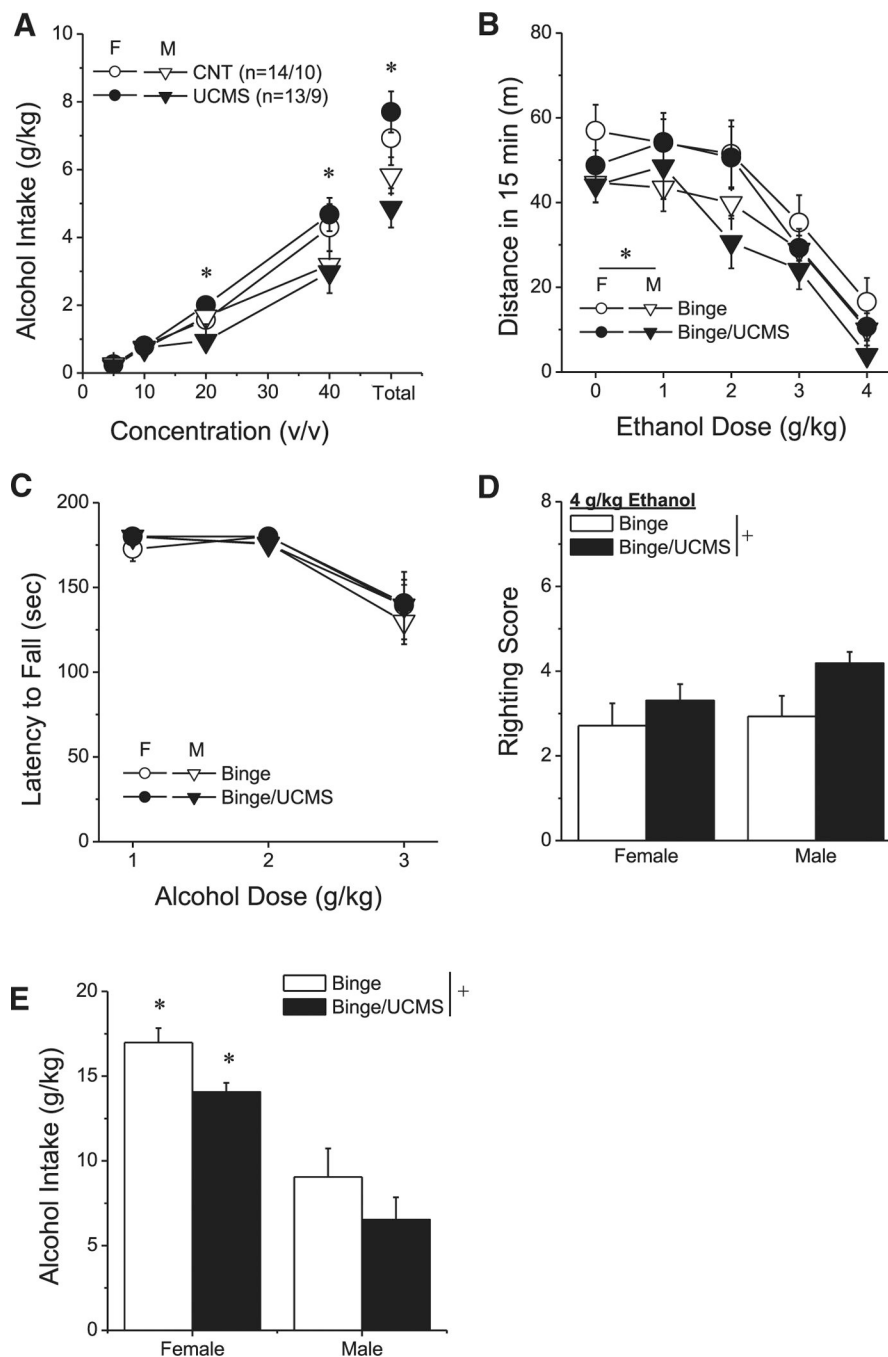 A
F M
CNT (n=14/10)
UCMS (n=13/9)
* * *
10
8
6
4
2
0
Alcohol Intake (g/kg)
0 10 20 30 40 Total
Concentration (v/v)
B
80
60
40
20
0
Distance in 15 min (m)
*
F M
Binge
Binge/UCMS
0 1 2 3 4
Ethanol Dose (g/kg)
C
200
150
100
50
0
Latency to Fall (sec)
F M
Binge
Binge/UCMS
1 2 3
Alcohol Dose (g/kg)
D
4 g/kg Ethanol
Binge
Binge/UCMS
+
8
6
4
2
0
Righting Score
Female Male
E
Binge
Binge/UCMS
+
* *
20
15
10
5
0
Alcohol Intake (g/kg)
Female Male